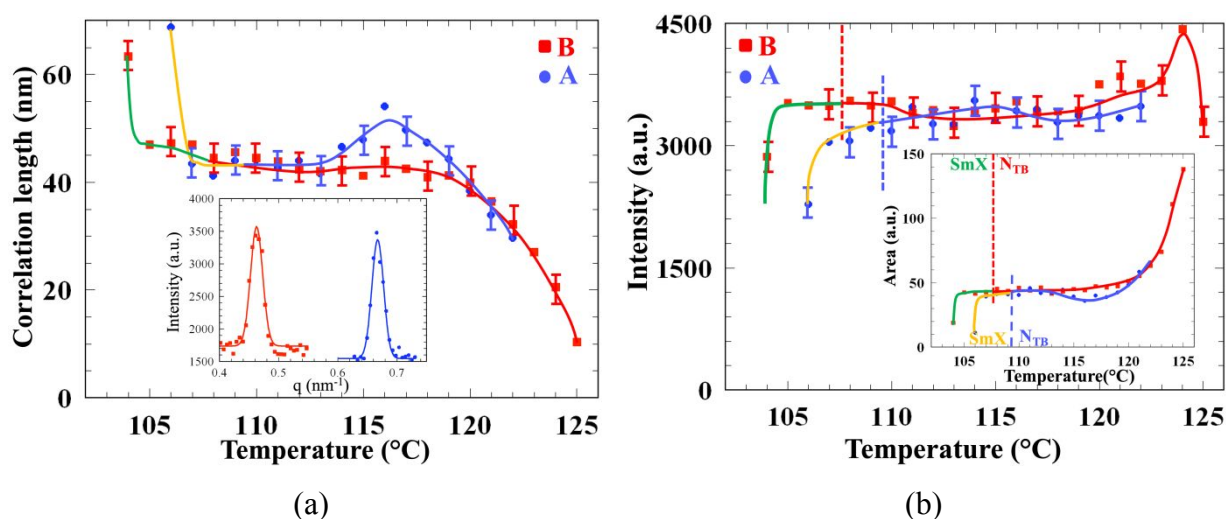 Correlation length (nm)
60
40
20
0
B
A
Intensity (a.u.)
4000
3500
3000
2500
2000
1500
0.4
0.5
0.6
0.7
q (nm-1)
105
110
115
120
125
Temperature (°C)
(a)
Intensity (a.u.)
4500
3000
1500
0
B
A
Area (a.u.)
150
100
50
0
SmX
NTB
SmX
NTB
105
110
115
120
125
Temperature(°C)
105
110
115
120
125
Temperature (°C)
(b)